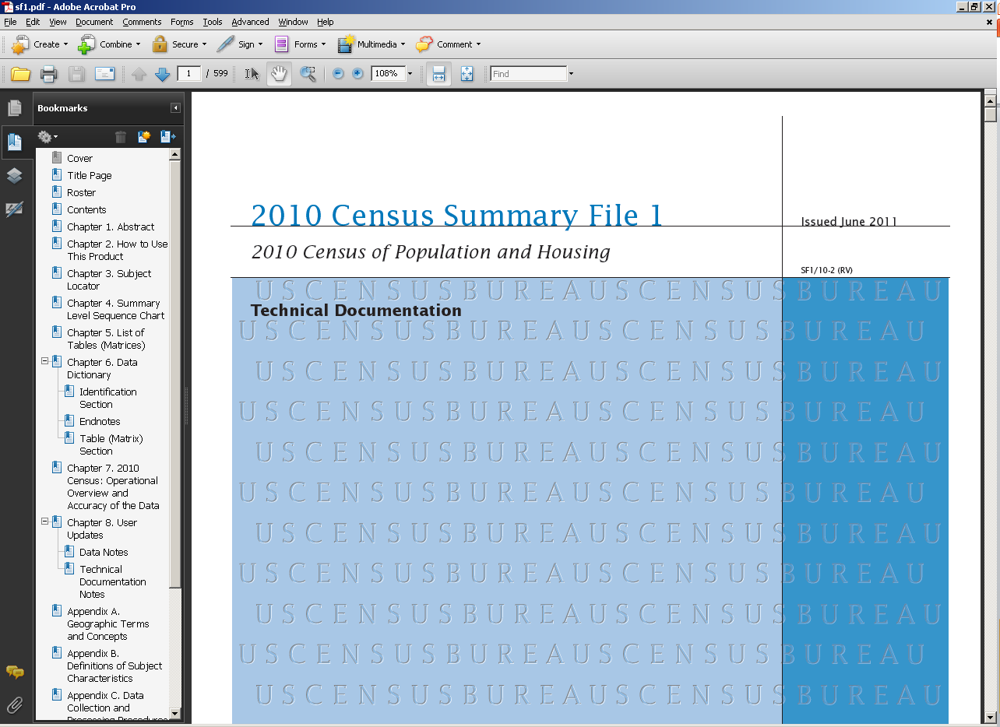 sf1.pdf - Adobe Acrobat Pro
File Edit View Document Comments Forms Tools Advanced Window Help
Create Combine Secure Sign Forms Multimedia Comment
1 / 599 108% Find
Bookmarks
Cover
Title Page
Roster
Contents
Chapter 1. Abstract
Chapter 2. How to Use
This Product
Chapter 3. Subject
Locator
Chapter 4. Summary
Level Sequence Chart
Chapter 5. List of
Tables (Matrices)
Chapter 6. Data
Dictionary
Identification
Section
Endnotes
Table (Matrix)
Section
Chapter 7. 2010
Census: Operational
Overview and
Accuracy of the Data
Chapter 8. User
Updates
Data Notes
Technical
Documentation
Notes
Appendix A.
Geographic Terms
and Concepts
Appendix B.
Definitions of Subject
Characteristics
Appendix C. Data
Collection and
Processing Procedures
2010 Census Summary File 1
Issued June 2011
2010 Census of Population and Housing
SF1/10-2 (RV)
USCENSUSBUREAUSCENSUSBUREAU
Technical Documentation
USCENSUSBUREAUSCENSUSBUREAU
USCENSUSBUREAUSCENSUSBUREAU
USCENSUSBUREAUSCENSUSBUREAU
USCENSUSBUREAUSCENSUSBUREAU
USCENSUSBUREAUSCENSUSBUREAU
USCENSUSBUREAUSCENSUSBUREAU
USCENSUSBUREAUSCENSUSBUREAU
USCENSUSBUREAUSCENSUSBUREAU
USCENSUSBUREAUSCENSUSBUREAU
USCENSUSBUREAUSCENSUSBUREAU